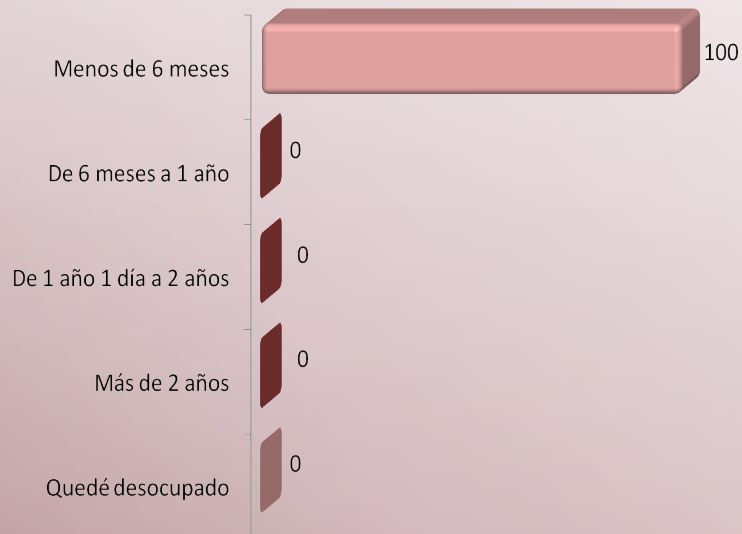 Menos de 6 meses 100
De 6 meses a 1 año 0
De 1 año 1 día a 2 años 0
Más de 2 años 0
Quedé desocupado 0